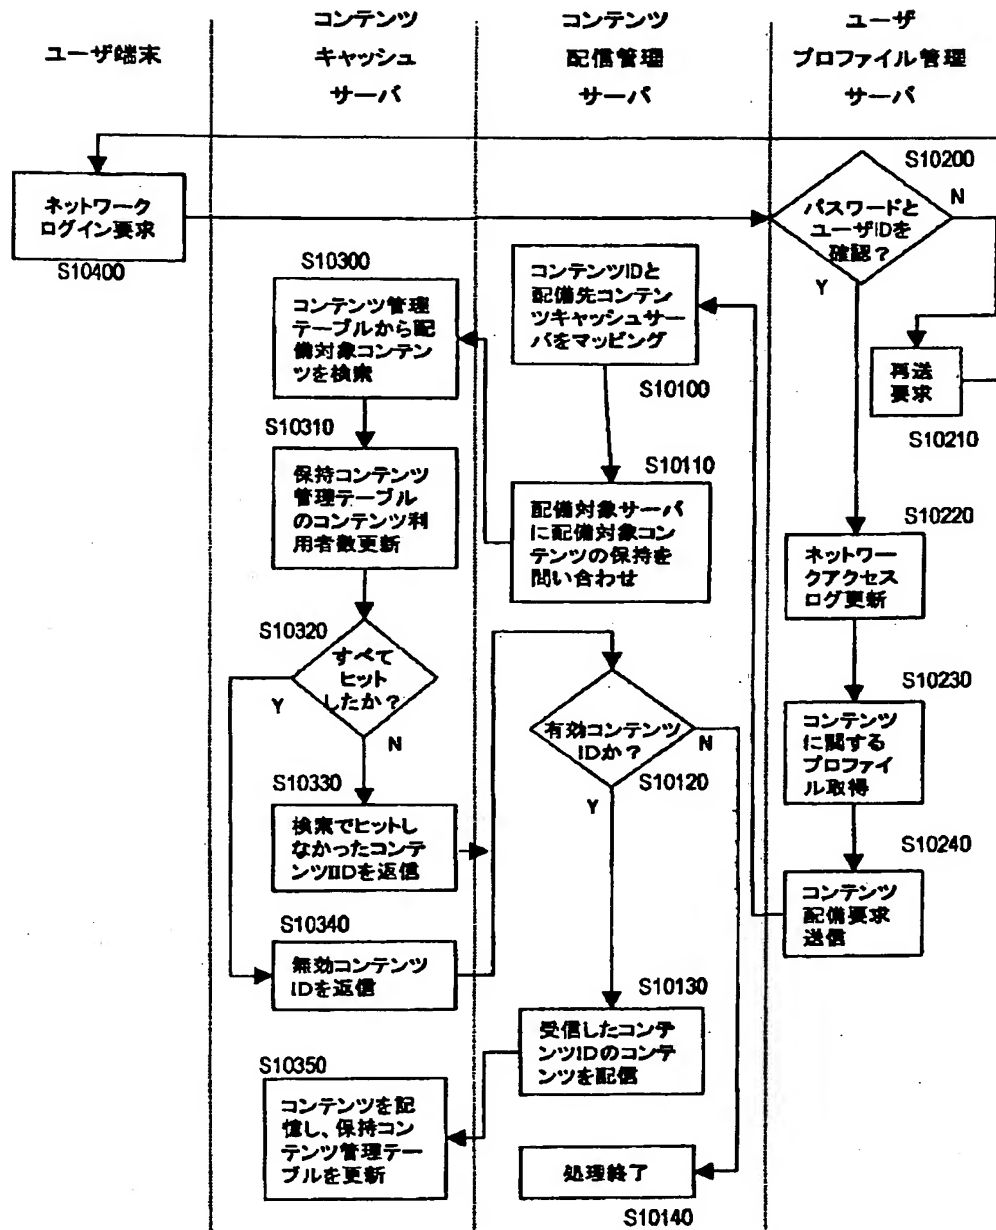 ユーザ端末
コンテンツ
キャッシュ
サーバ
コンテンツ
配信管理
サーバ
ユーザ
プロファイル管理
サーバ
ネットワーク
ログイン要求
S10400
S10200
パスワードと
ユーザIDを
確認?
N
Y
再送
要求
S10210
S10220
ネットワー
クアクセス
ログ更新
S10230
コンテンツ
に関する
プロファイ
ル取得
S10240
コンテンツ
配備要求
送信
コンテンツIDと
配備先コンテン
ツキャッシュサー
バをマッピング
S10100
S10110
配備対象サーバ
に配備対象コン
テンツの保持を
問い合わせ
S10300
コンテンツ管理
テーブルから配
備対象コンテン
ツを検索
S10310
保持コンテンツ
管理テーブル
のコンテンツ利
用者数更新
S10320
すべて
ヒット
したか?
Y
N
S10330
検索でヒットし
なかったコンテ
ンツIIDを返信
S10340
無効コンテンツ
IDを返信
有効コンテンツ
IDか?
N
S10120
Y
S10130
受信したコンテ
ンツIDのコンテ
ンツを配信
S10350
コンテンツを記
憶し、保持コン
テンツ管理テー
ブルを更新
処理終了
S10140